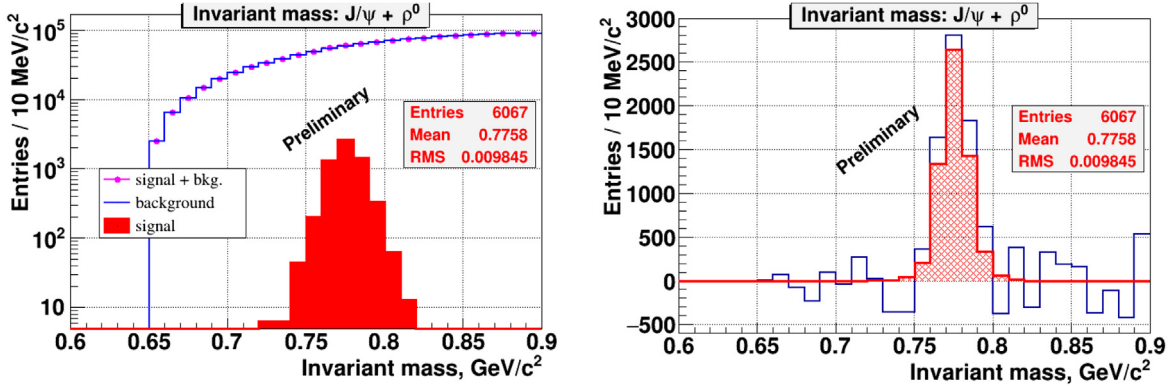 Invariant mass: J/ψ + ρ⁰
Entries / 10 MeV/c²
10⁵
10⁴
10³
10²
10
Preliminary
Entries 6067
Mean 0.7758
RMS 0.009845
signal + bkg.
background
signal
0.6 0.65 0.7 0.75 0.8 0.85 0.9
Invariant mass, GeV/c²
Invariant mass: J/ψ + ρ⁰
Entries / 10 MeV/c²
3000
2500
2000
1500
1000
500
0
−500
Preliminary
Entries 6067
Mean 0.7758
RMS 0.009845
0.6 0.65 0.7 0.75 0.8 0.85 0.9
Invariant mass, GeV/c²